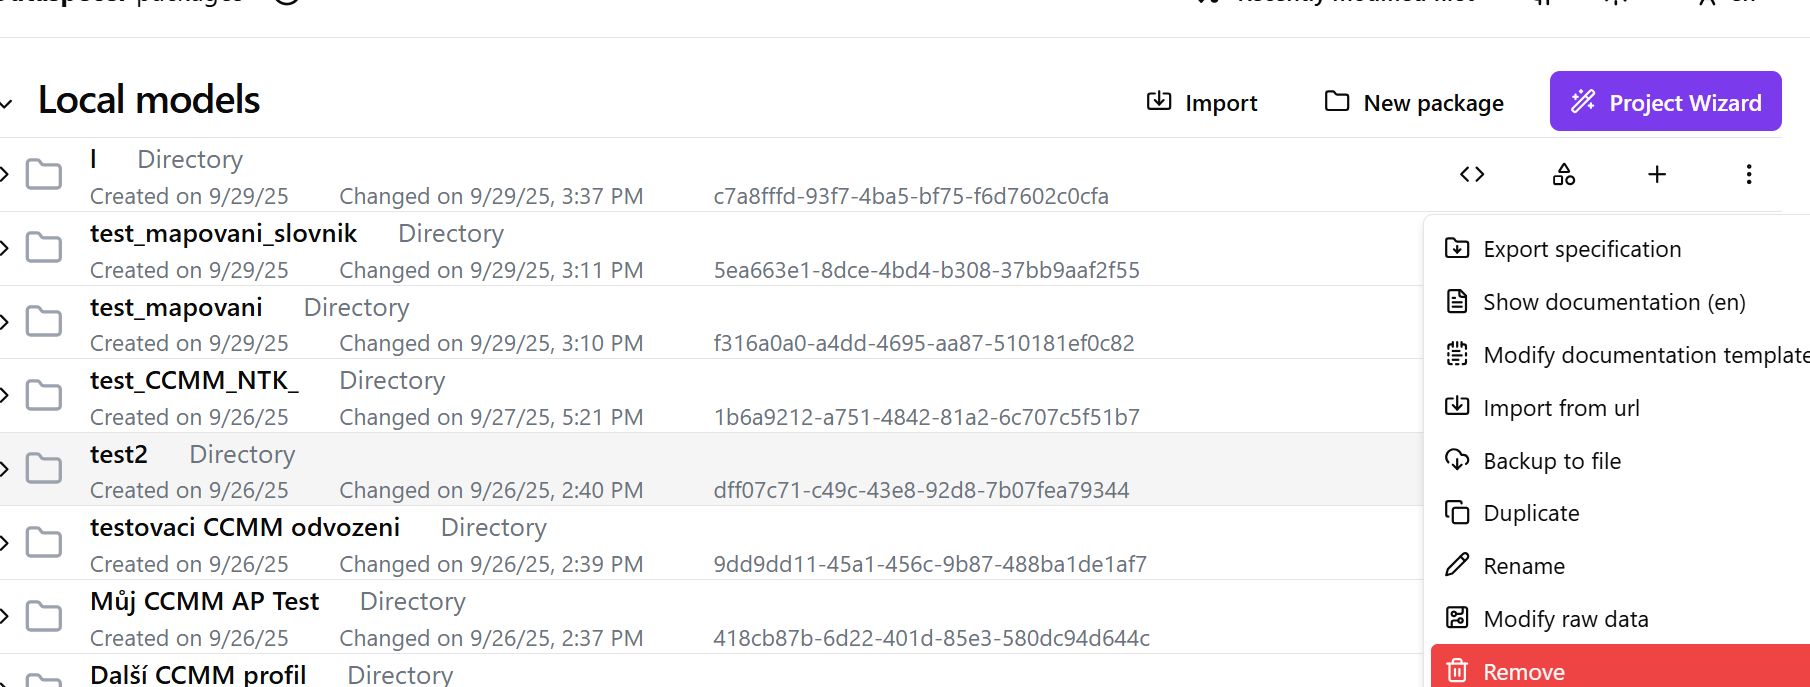 packages
Local models
Import
New package
Project Wizard
Directory
Created on 9/29/25 Changed on 9/29/25, 3:37 PM c7a8fffd-93f7-4ba5-bf75-f6d7602c0cfa
test_mapovani_slovnik Directory
Created on 9/29/25 Changed on 9/29/25, 3:11 PM 5ea663e1-8dce-4bd4-b308-37bb9aaf2f55
test_mapovani Directory
Created on 9/29/25 Changed on 9/29/25, 3:10 PM f316a0a0-a4dd-4695-aa87-510181ef0c82
test_CCMM_NTK_ Directory
Created on 9/26/25 Changed on 9/27/25, 5:21 PM 1b6a9212-a751-4842-81a2-6c707c5f51b7
test2 Directory
Created on 9/26/25 Changed on 9/26/25, 2:40 PM dff07c71-c49c-43e8-92d8-7b07fea79344
testovaci CCMM odvozeni Directory
Created on 9/26/25 Changed on 9/26/25, 2:39 PM 9dd9dd11-45a1-456c-9b87-488ba1de1af7
Můj CCMM AP Test Directory
Created on 9/26/25 Changed on 9/26/25, 2:37 PM 418cb87b-6d22-401d-85e3-580dc94d644c
Další CCMM profil Directory
Export specification
Show documentation (en)
Modify documentation template
Import from url
Backup to file
Duplicate
Rename
Modify raw data
Remove